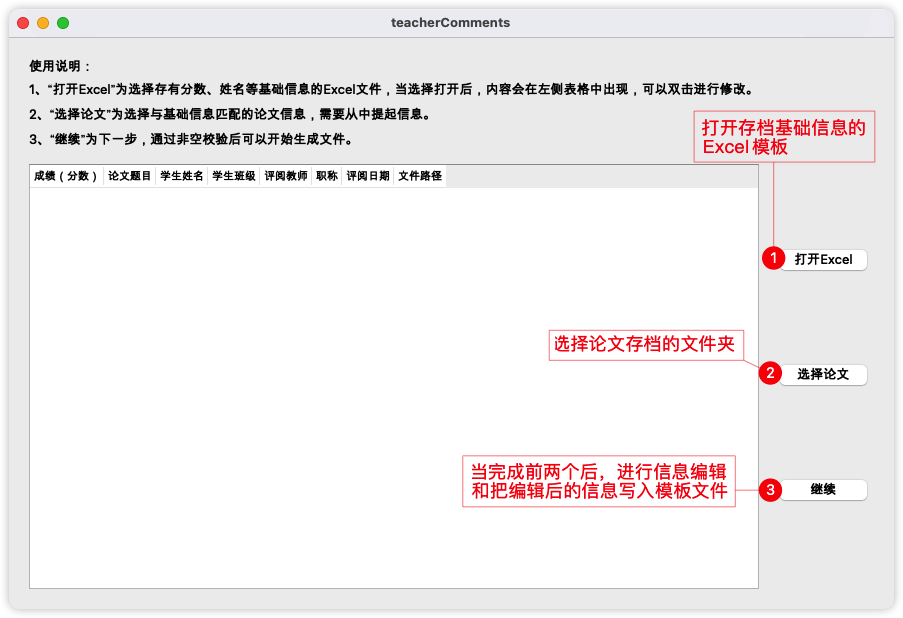 teacherComments
使用说明：
1、“打开Excel”为选择存有分数、姓名等基础信息的Excel文件，当选择打开后，内容会在左侧表格中出现，可以双击进行修改。
2、“选择论文”为选择与基础信息匹配的论文信息，需要从中提起信息。
3、“继续”为下一步，通过非空校验后可以开始生成文件。
打开存档基础信息的
Excel模板
成绩（分数） 论文题目 学生姓名 学生班级 评阅教师 职称 评阅日期 文件路径
1 打开Excel
选择论文存档的文件夹
2 选择论文
当完成前两个后，进行信息编辑
和把编辑后的信息写入模板文件
3 继续